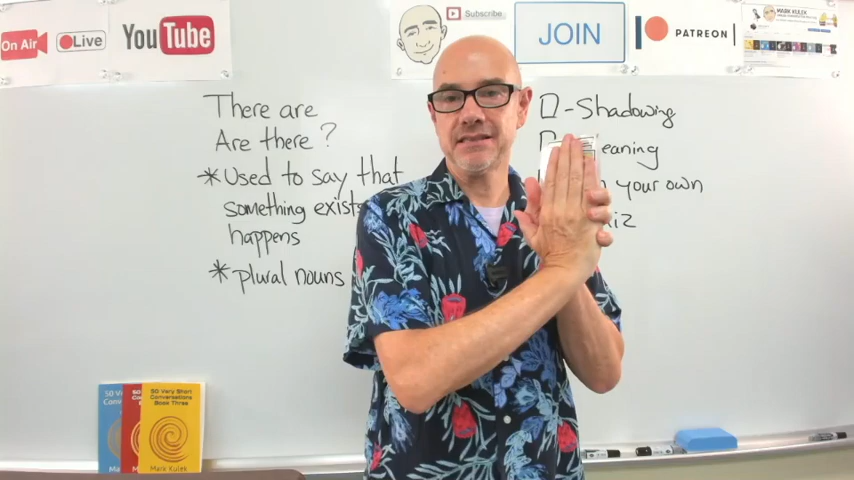 On Air
Live
YouTube
Subscribe
JOIN
PATREON
MARK KULEK
There are
Are there?
*Used to say that
something exists
happens
*plural nouns
-Shadowing
eaning
your own
iz
50 Very Short
Conversations
Book Three
Mark Kulek